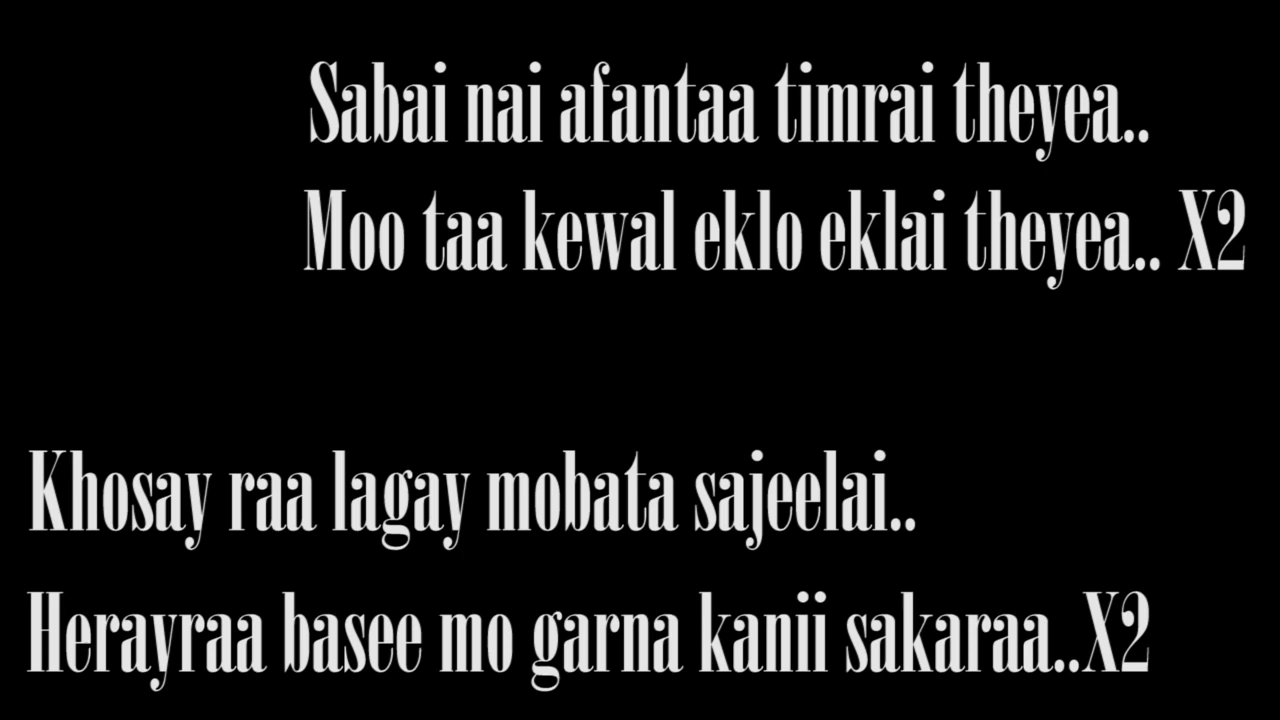 Sabai nai afantaa timrai theyea..
Moo taa kewal eklo eklai theyea.. X2
Khosay raa lagay mobata sajeelai..
Herayraa basee mo garna kanii sakaraa..X2